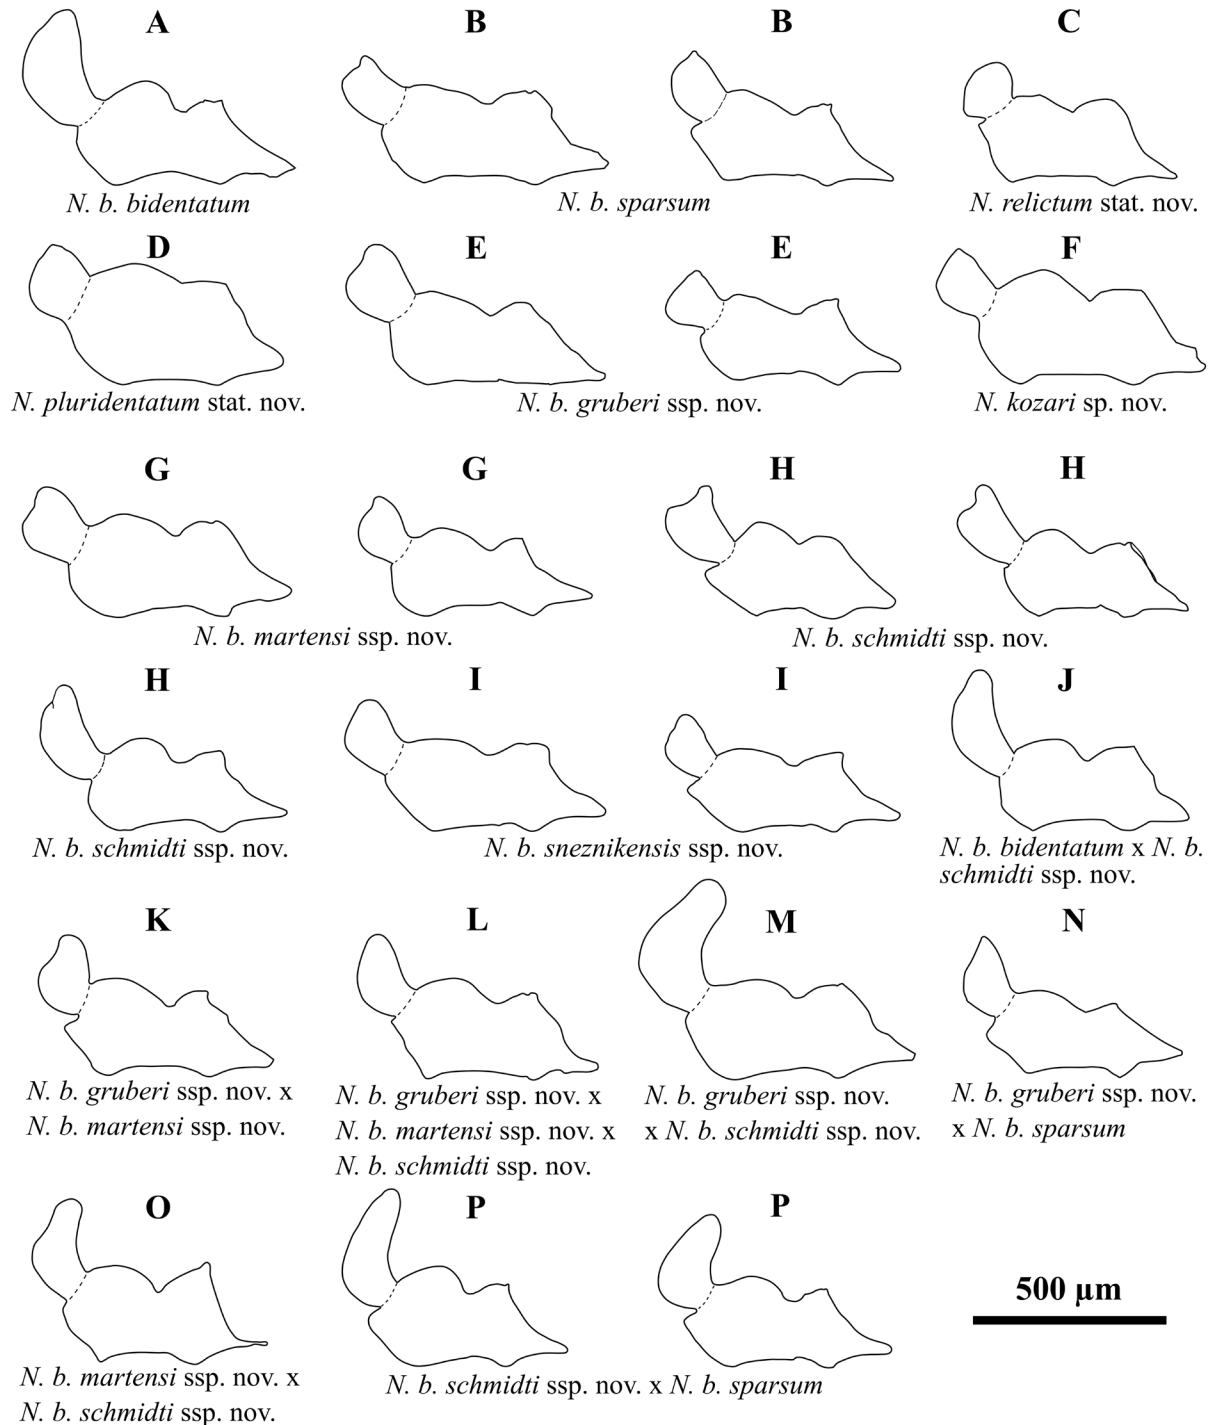 A B B C
N. b. bidentatum N. b. sparsum N. relictum stat. nov.
D E E F
N. pluridentatum stat. nov. N. b. gruberi ssp. nov. N. kozari sp. nov.
G G H H
N. b. martensi ssp. nov. N. b. schmidti ssp. nov.
H I I J
N. b. schmidti ssp. nov. N. b. sneznikensis ssp. nov.
N. b. bidentatum x N. b.
schmidti ssp. nov.
K L M N
N. b. gruberi ssp. nov. x
N. b. martensi ssp. nov.
N. b. gruberi ssp. nov. x
N. b. martensi ssp. nov. x
N. b. schmidti ssp. nov.
N. b. gruberi ssp. nov.
x N. b. schmidti ssp. nov.
N. b. gruberi ssp. nov.
x N. b. sparsum
O P P
500 µm
N. b. martensi ssp. nov. x
N. b. schmidti ssp. nov.
N. b. schmidti ssp. nov. x N. b. sparsum